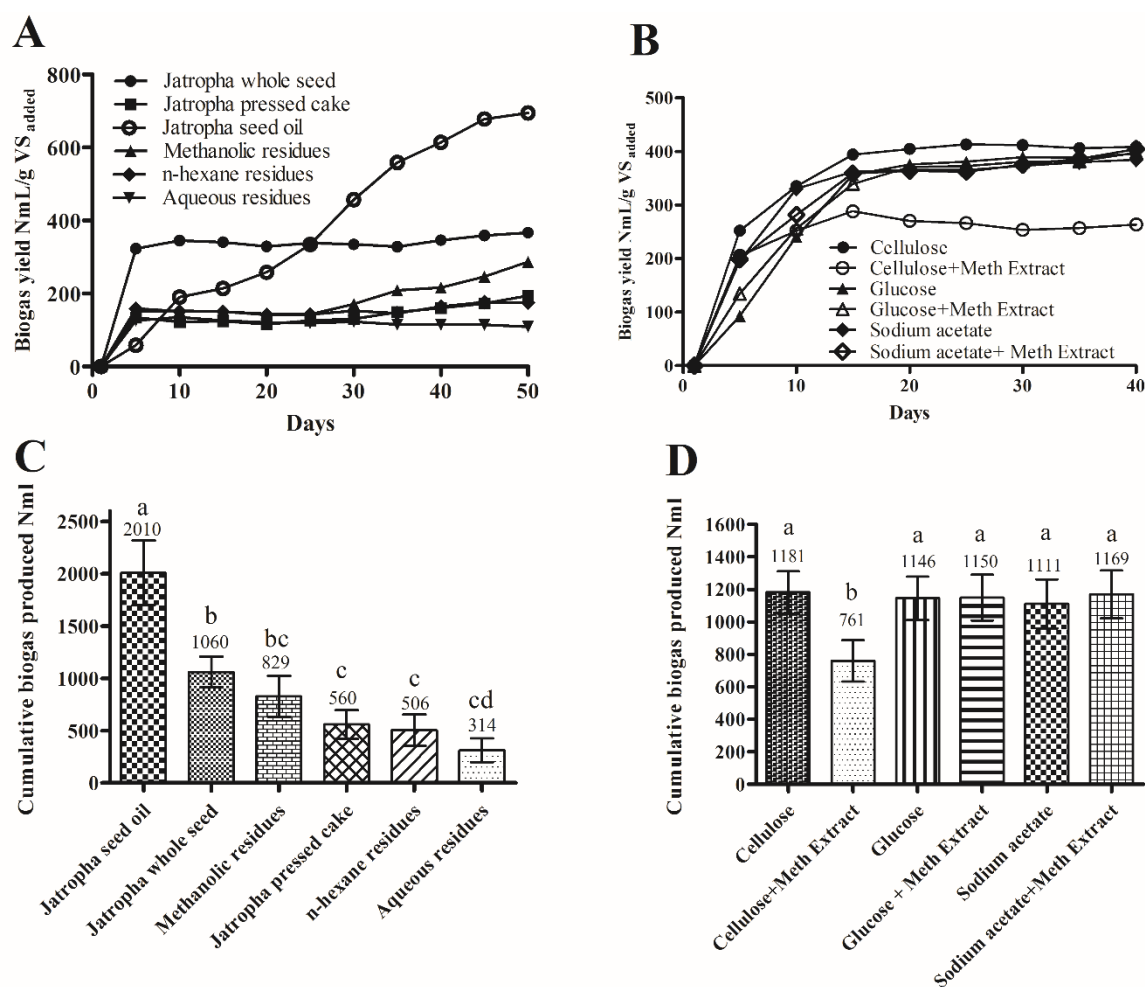 A
Biogas yield NmL/g VSadded
800
600
400
200
0
Jatropha whole seed
Jatropha pressed cake
Jatropha seed oil
Methanolic residues
n-hexane residues
Aqueous residues
0 10 20 30 40 50
Days
B
Biogas yield NmL/g VSadded
500
400
300
200
100
0
Cellulose
Cellulose+Meth Extract
Glucose
Glucose+Meth Extract
Sodium acetate
Sodium acetate+ Meth Extract
0 10 20 30 40
Days
C
Cumulative biogas produced Nml
2500
2000
1500
1000
500
0
a
2010
b
1060
bc
829
c
560
c
506
cd
314
Jatropha seed oil
Jatropha whole seed
Methanolic residues
Jatropha pressed cake
n-hexane residues
Aqueous residues
D
Cumulative biogas produced Nml
1600
1400
1200
1000
800
600
400
200
0
a
1181
b
761
a
1146
a
1150
a
1111
a
1169
Cellulose
Cellulose+Meth Extract
Glucose
Glucose + Meth Extract
Sodium acetate
Sodium acetate+Meth Extract